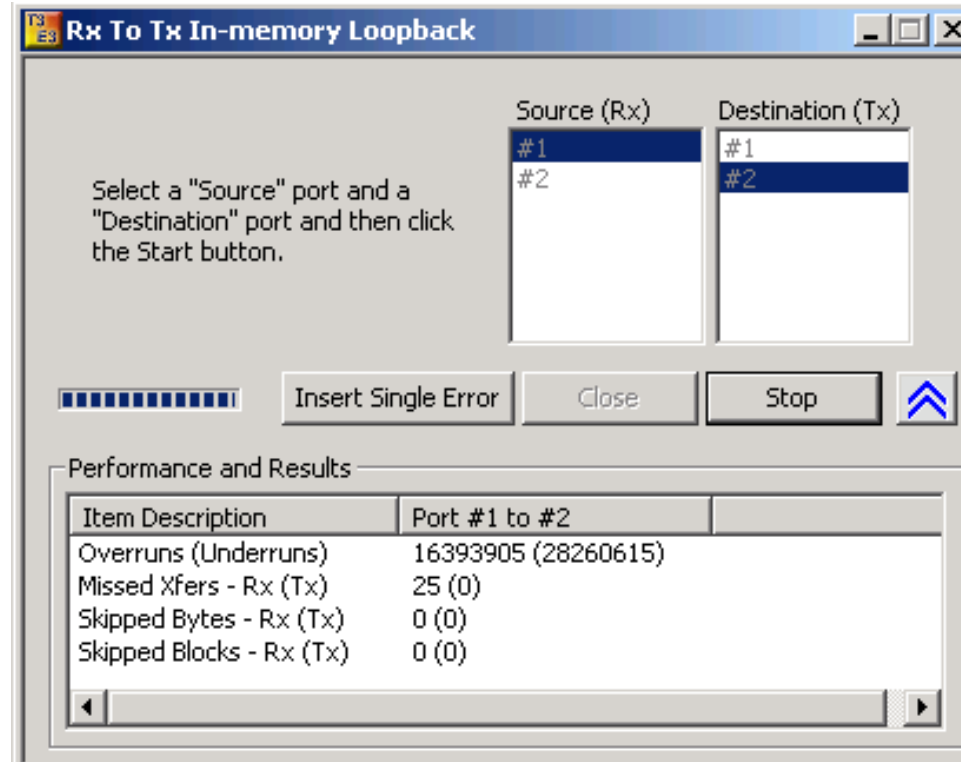 T3 E3 Rx To Tx In-memory Loopback
Source (Rx) Destination (Tx)
#1 #1
#2 #2
Select a "Source" port and a
"Destination" port and then click
the Start button.
Insert Single Error Close Stop
Performance and Results
Item Description Port #1 to #2
Overruns (Underruns) 16393905 (28260615)
Missed Xfers - Rx (Tx) 25 (0)
Skipped Bytes - Rx (Tx) 0 (0)
Skipped Blocks - Rx (Tx) 0 (0)